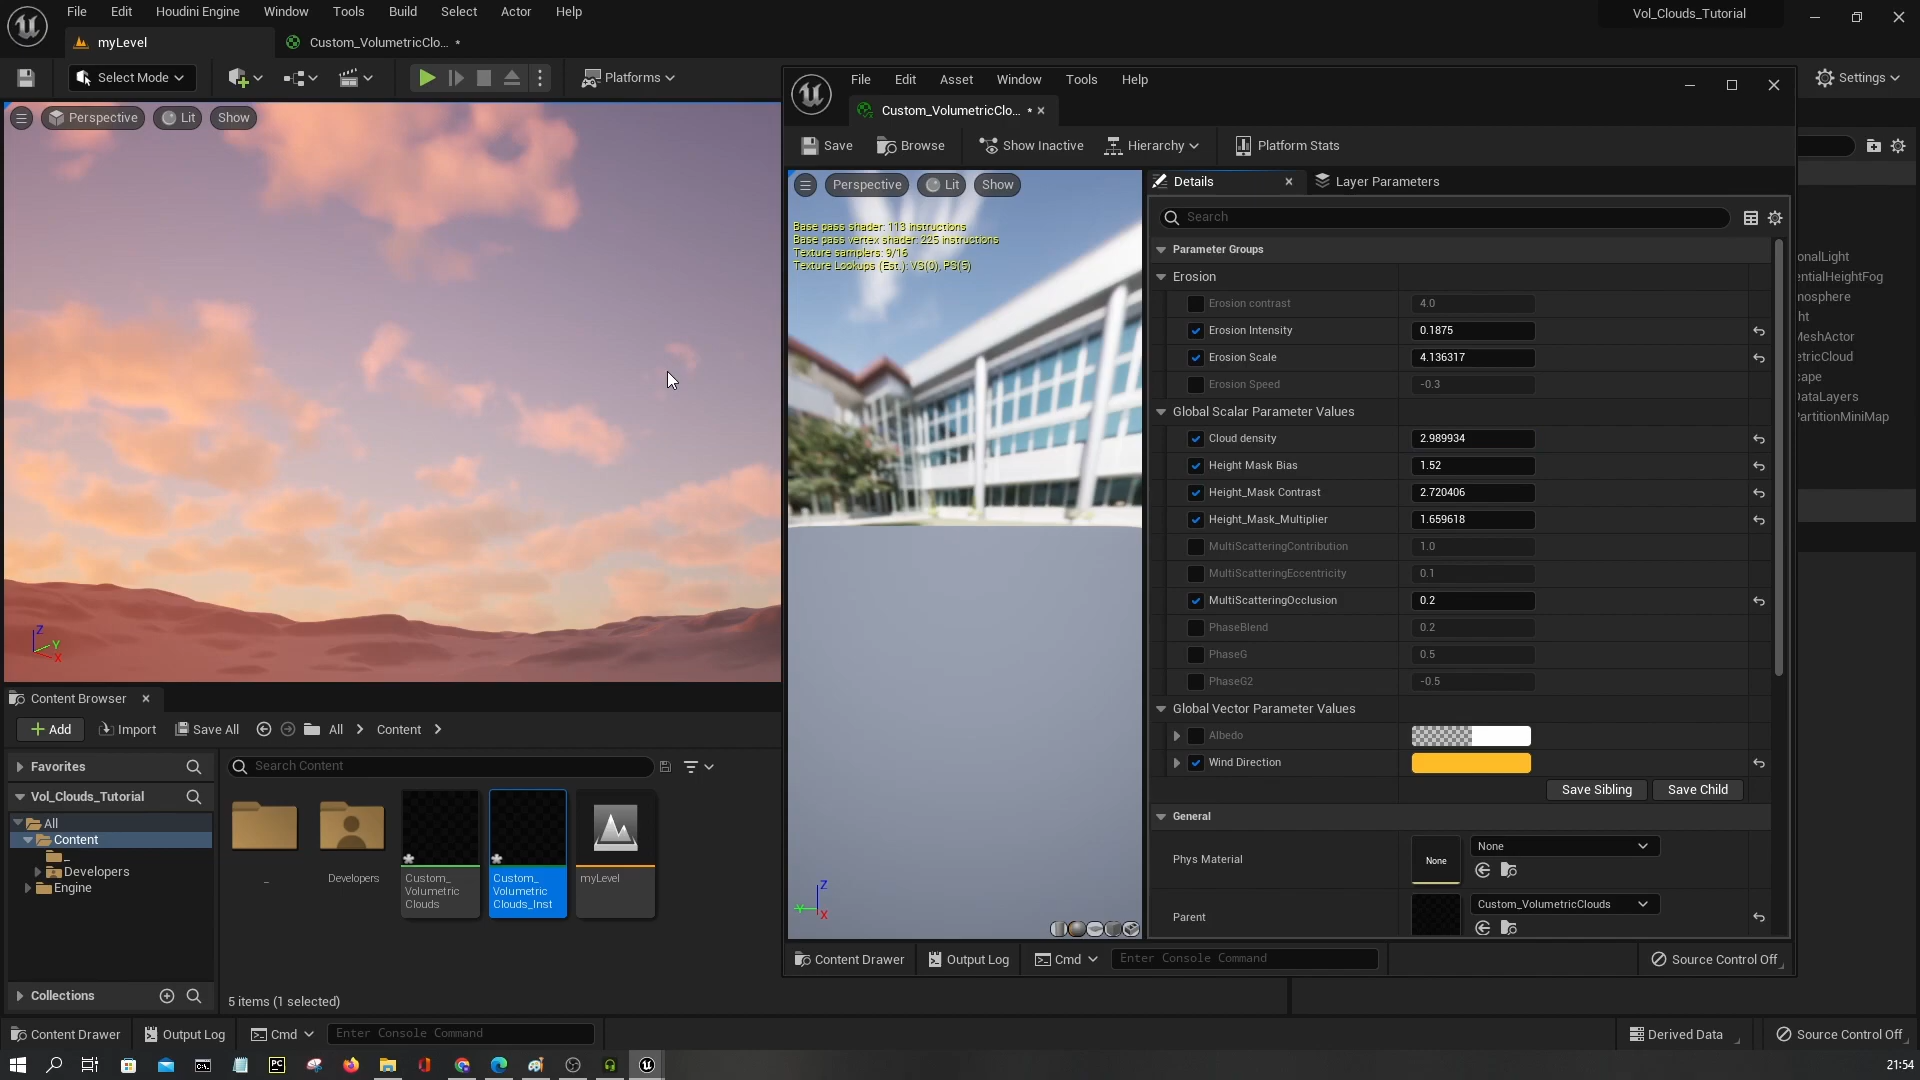 File Edit Houdini Engine Window Tools Build Select Actor Help
Vol_Clouds_Tutorial
myLevel
Custom_VolumetricClo... •
Select Mode
Platforms
Settings
Perspective
Lit
Show
File Edit Asset Window Tools Help
Custom_VolumetricClo... •
Save
Browse
Show Inactive
Hierarchy
Platform Stats
Perspective
Lit
Show
Base pass shader: 113 instructions
Base pass vertex shader: 225 instructions
Texture samplers: 9/16
Texture Lookups (Est.): VS(0), PS(5)
Details
Layer Parameters
Search
Parameter Groups
Erosion
Erosion contrast 4.0
Erosion Intensity 0.1875
Erosion Scale 4.136317
Erosion Speed -0.3
Global Scalar Parameter Values
Cloud density 2.989934
Height Mask Bias 1.52
Height_Mask Contrast 2.720406
Height_Mask_Multiplier 1.659618
MultiScatteringContribution 1.0
MultiScatteringEccentricity 0.1
MultiScatteringOcclusion 0.2
PhaseBlend 0.2
PhaseG 0.5
PhaseG2 -0.5
Global Vector Parameter Values
Albedo
Wind Direction
Save Sibling
Save Child
General
Phys Material
None
None
Parent
Custom_VolumetricClouds
onalLight
entialHeightFog
mosphere
ht
MeshActor
etricCloud
cape
DataLayers
PartitionMiniMap
Z
Y
X
Z
Y
X
Content Drawer
Output Log
Cmd
Enter Console Command
Source Control Off
Content Browser
Add
Import
Save All
All
Content
Favorites
Search Content
Vol_Clouds_Tutorial
All
Content
_
Developers
Engine
Collections
_
Developers
Custom_
Volumetric
Clouds
Custom_
Volumetric
Clouds_Inst
myLevel
5 items (1 selected)
Content Drawer
Output Log
Cmd
Enter Console Command
Derived Data
Source Control Off
PC
21:54